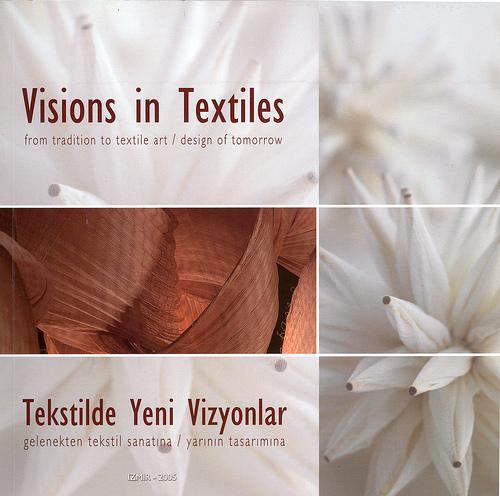 Visions in Textiles
from tradition to textile art / design of tomorrow
Tekstilde Yeni Vizyonlar
gelenekten tekstil sanatına / yarının tasarımına
IZMIR - 2005